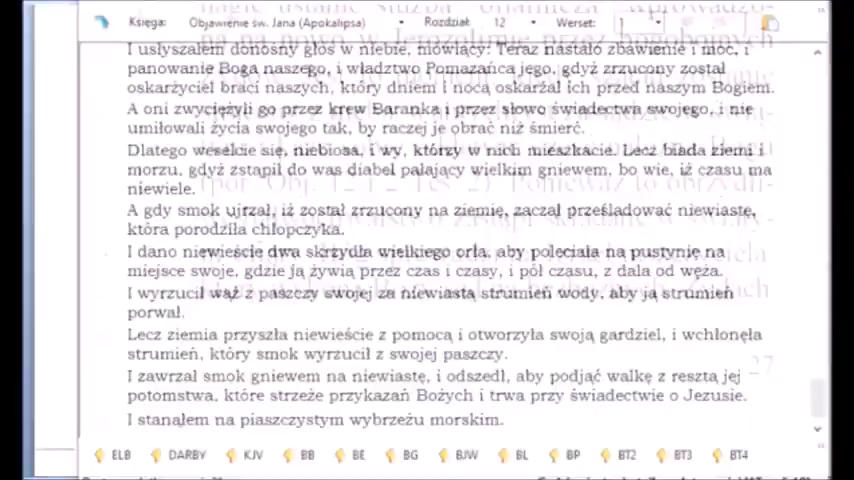 Księga: Objawienie św. Jana (Apokalipsa) Rozdział 12 Werset: 1
I usłyszałem donośny głos w niebie, mówiący: Teraz nastało zbawienie i moc, i
panowanie Boga naszego, i władztwo Pomazańca jego, gdyż zrzucony został
oskarżyciel braci naszych, który dniem i nocą oskarżał ich przed naszym Bogiem.
A oni zwyciężyli go przez krew Baranka i przez słowo świadectwa swojego, i nie
umiłowali życia swojego tak, by raczej je obrać niż śmierć.
Dlatego weselcie się, niebiosa, i wy, którzy w nich mieszkacie. Lecz biada ziemi i
morzu, gdyż zstąpił do was diabeł pałający wielkim gniewem, bo wie, iż czasu ma
niewiele.
A gdy smok ujrzał, iż został zrzucony na ziemię, zaczął prześladować niewiastę,
która porodziła chłopczyka.
I dano niewieście dwa skrzydła wielkiego orła, aby poleciała na pustynię na
miejsce swoje, gdzie ją żywią przez czas i czasy, i pół czasu, z dala od węża.
I wyrzucił wąż z paszczy swojej za niewiastą strumień wody, aby ją strumień
porwał.
Lecz ziemia przyszła niewieście z pomocą i otworzyła swoją gardziel, i wchłonęła
strumień, który smok wyrzucił z swojej paszczy.
I zawrzał smok gniewem na niewiastę, i odszedł, aby podjąć walkę z resztą jej
potomstwa, które strzeże przykazań Bożych i trwa przy świadectwie o Jezusie.
I stanąłem na piaszczystym wybrzeżu morskim.
27
ELB DARBY KJV BB BE BG BJW BL BP BT2 BT3 BT4